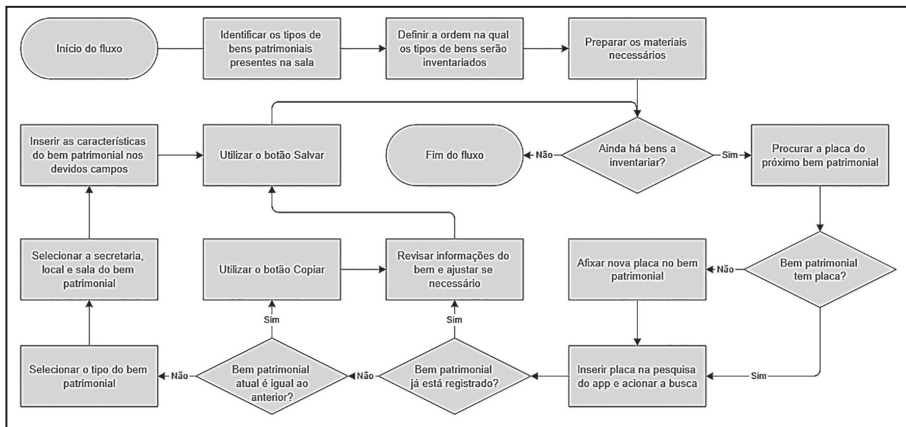 Início do fluxo
Identificar os tipos de
bens patrimoniais
presentes na sala
Definir a ordem na qual
os tipos de bens serão
inventariados
Preparar os materiais
necessários
Inserir as características
do bem patrimonial nos
devidos campos
Utilizar o botão Salvar
Fim do fluxo
Não
Ainda há bens a
inventariar?
Sim
Procurar a placa do
próximo bem patrimonial
Selecionar a secretaria,
local e sala do bem
patrimonial
Utilizar o botão Copiar
Revisar informações do
bem e ajustar se
necessário
Afixar nova placa no bem
patrimonial
Não
Bem patrimonial
tem placa?
Sim
Sim
Selecionar o tipo do bem
patrimonial
Não
Bem patrimonial
atual é igual ao
anterior?
Não
Bem patrimonial
já está registrado?
Inserir placa na pesquisa
do app e acionar a busca
Sim